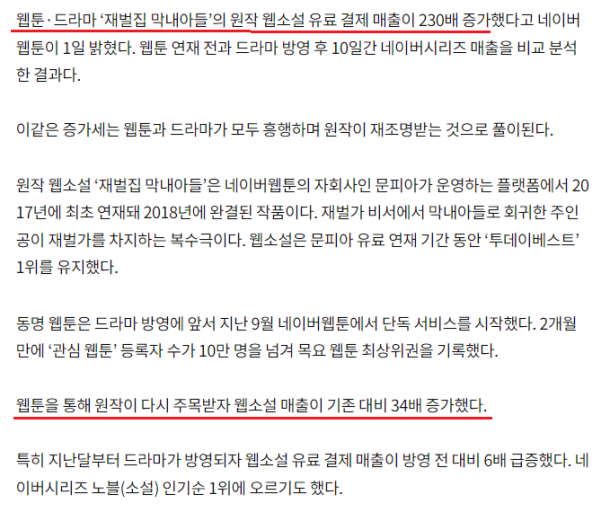 웹툰·드라마 ‘재벌집 막내아들’의 원작 웹소설 유료 결제 매출이 230배 증가했다고 네이버
웹툰이 1일 밝혔다. 웹툰 연재 전과 드라마 방영 후 10일간 네이버시리즈 매출을 비교 분석
한 결과다.
이같은 증가세는 웹툰과 드라마가 모두 흥행하며 원작이 재조명받는 것으로 풀이된다.
원작 웹소설 ‘재벌집 막내아들’은 네이버웹툰의 자회사인 문피아가 운영하는 플랫폼에서 20
17년에 최초 연재돼 2018년에 완결된 작품이다. 재벌가 비서에서 막내아들로 회귀한 주인
공이 재벌가를 차지하는 복수극이다. 웹소설은 문피아 유료 연재 기간 동안 ‘투데이베스트’
1위를 유지했다.
동명 웹툰은 드라마 방영에 앞서 지난 9월 네이버웹툰에서 단독 서비스를 시작했다. 2개월
만에 ‘관심 웹툰’ 등록자 수가 10만 명을 넘겨 목요 웹툰 최상위권을 기록했다.
웹툰을 통해 원작이 다시 주목받자 웹소설 매출이 기존 대비 34배 증가했다.
특히 지난달부터 드라마가 방영되자 웹소설 유료 결제 매출이 방영 전 대비 6배 급증했다. 네
이버시리즈 노블(소설) 인기순 1위에 오르기도 했다.